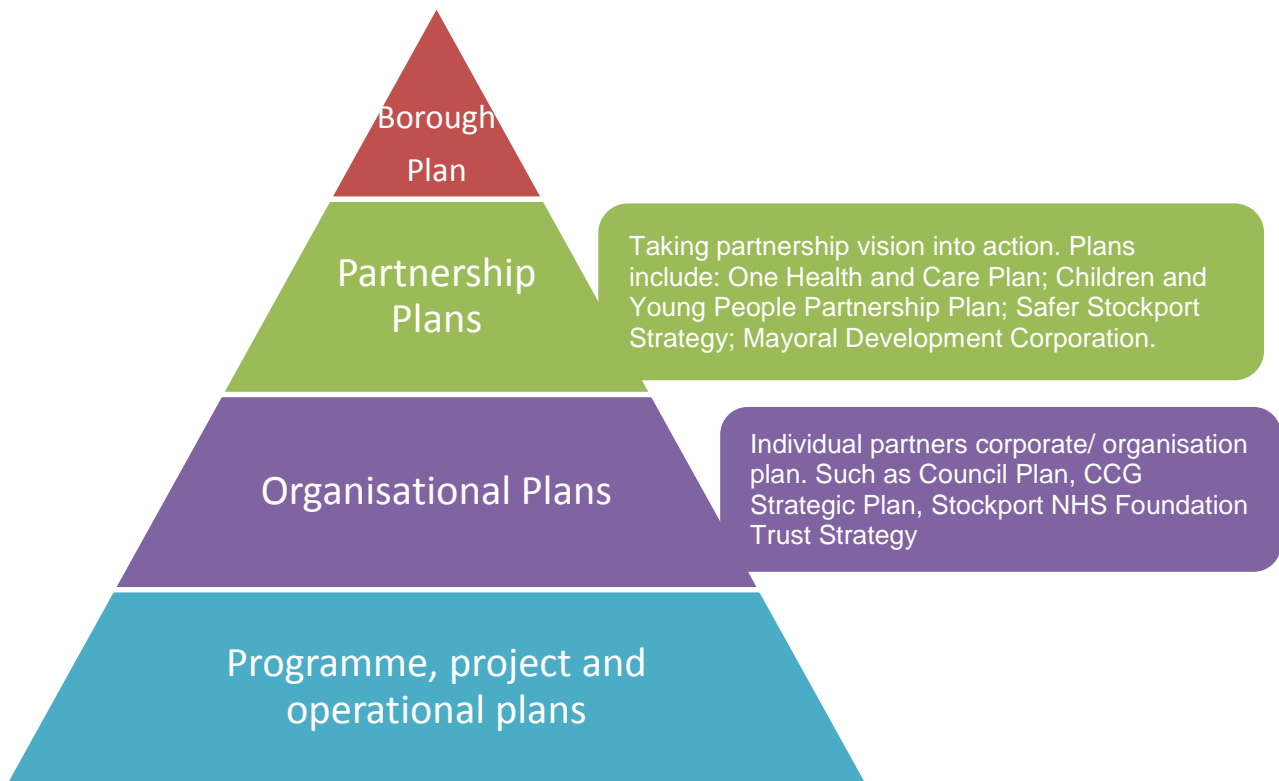 Borough
Plan
Partnership
Plans
Taking partnership vision into action. Plans
include: One Health and Care Plan; Children and
Young People Partnership Plan; Safer Stockport
Strategy; Mayoral Development Corporation.
Organisational Plans
Individual partners corporate/ organisation
plan. Such as Council Plan, CCG
Strategic Plan, Stockport NHS Foundation
Trust Strategy
Programme, project and
operational plans